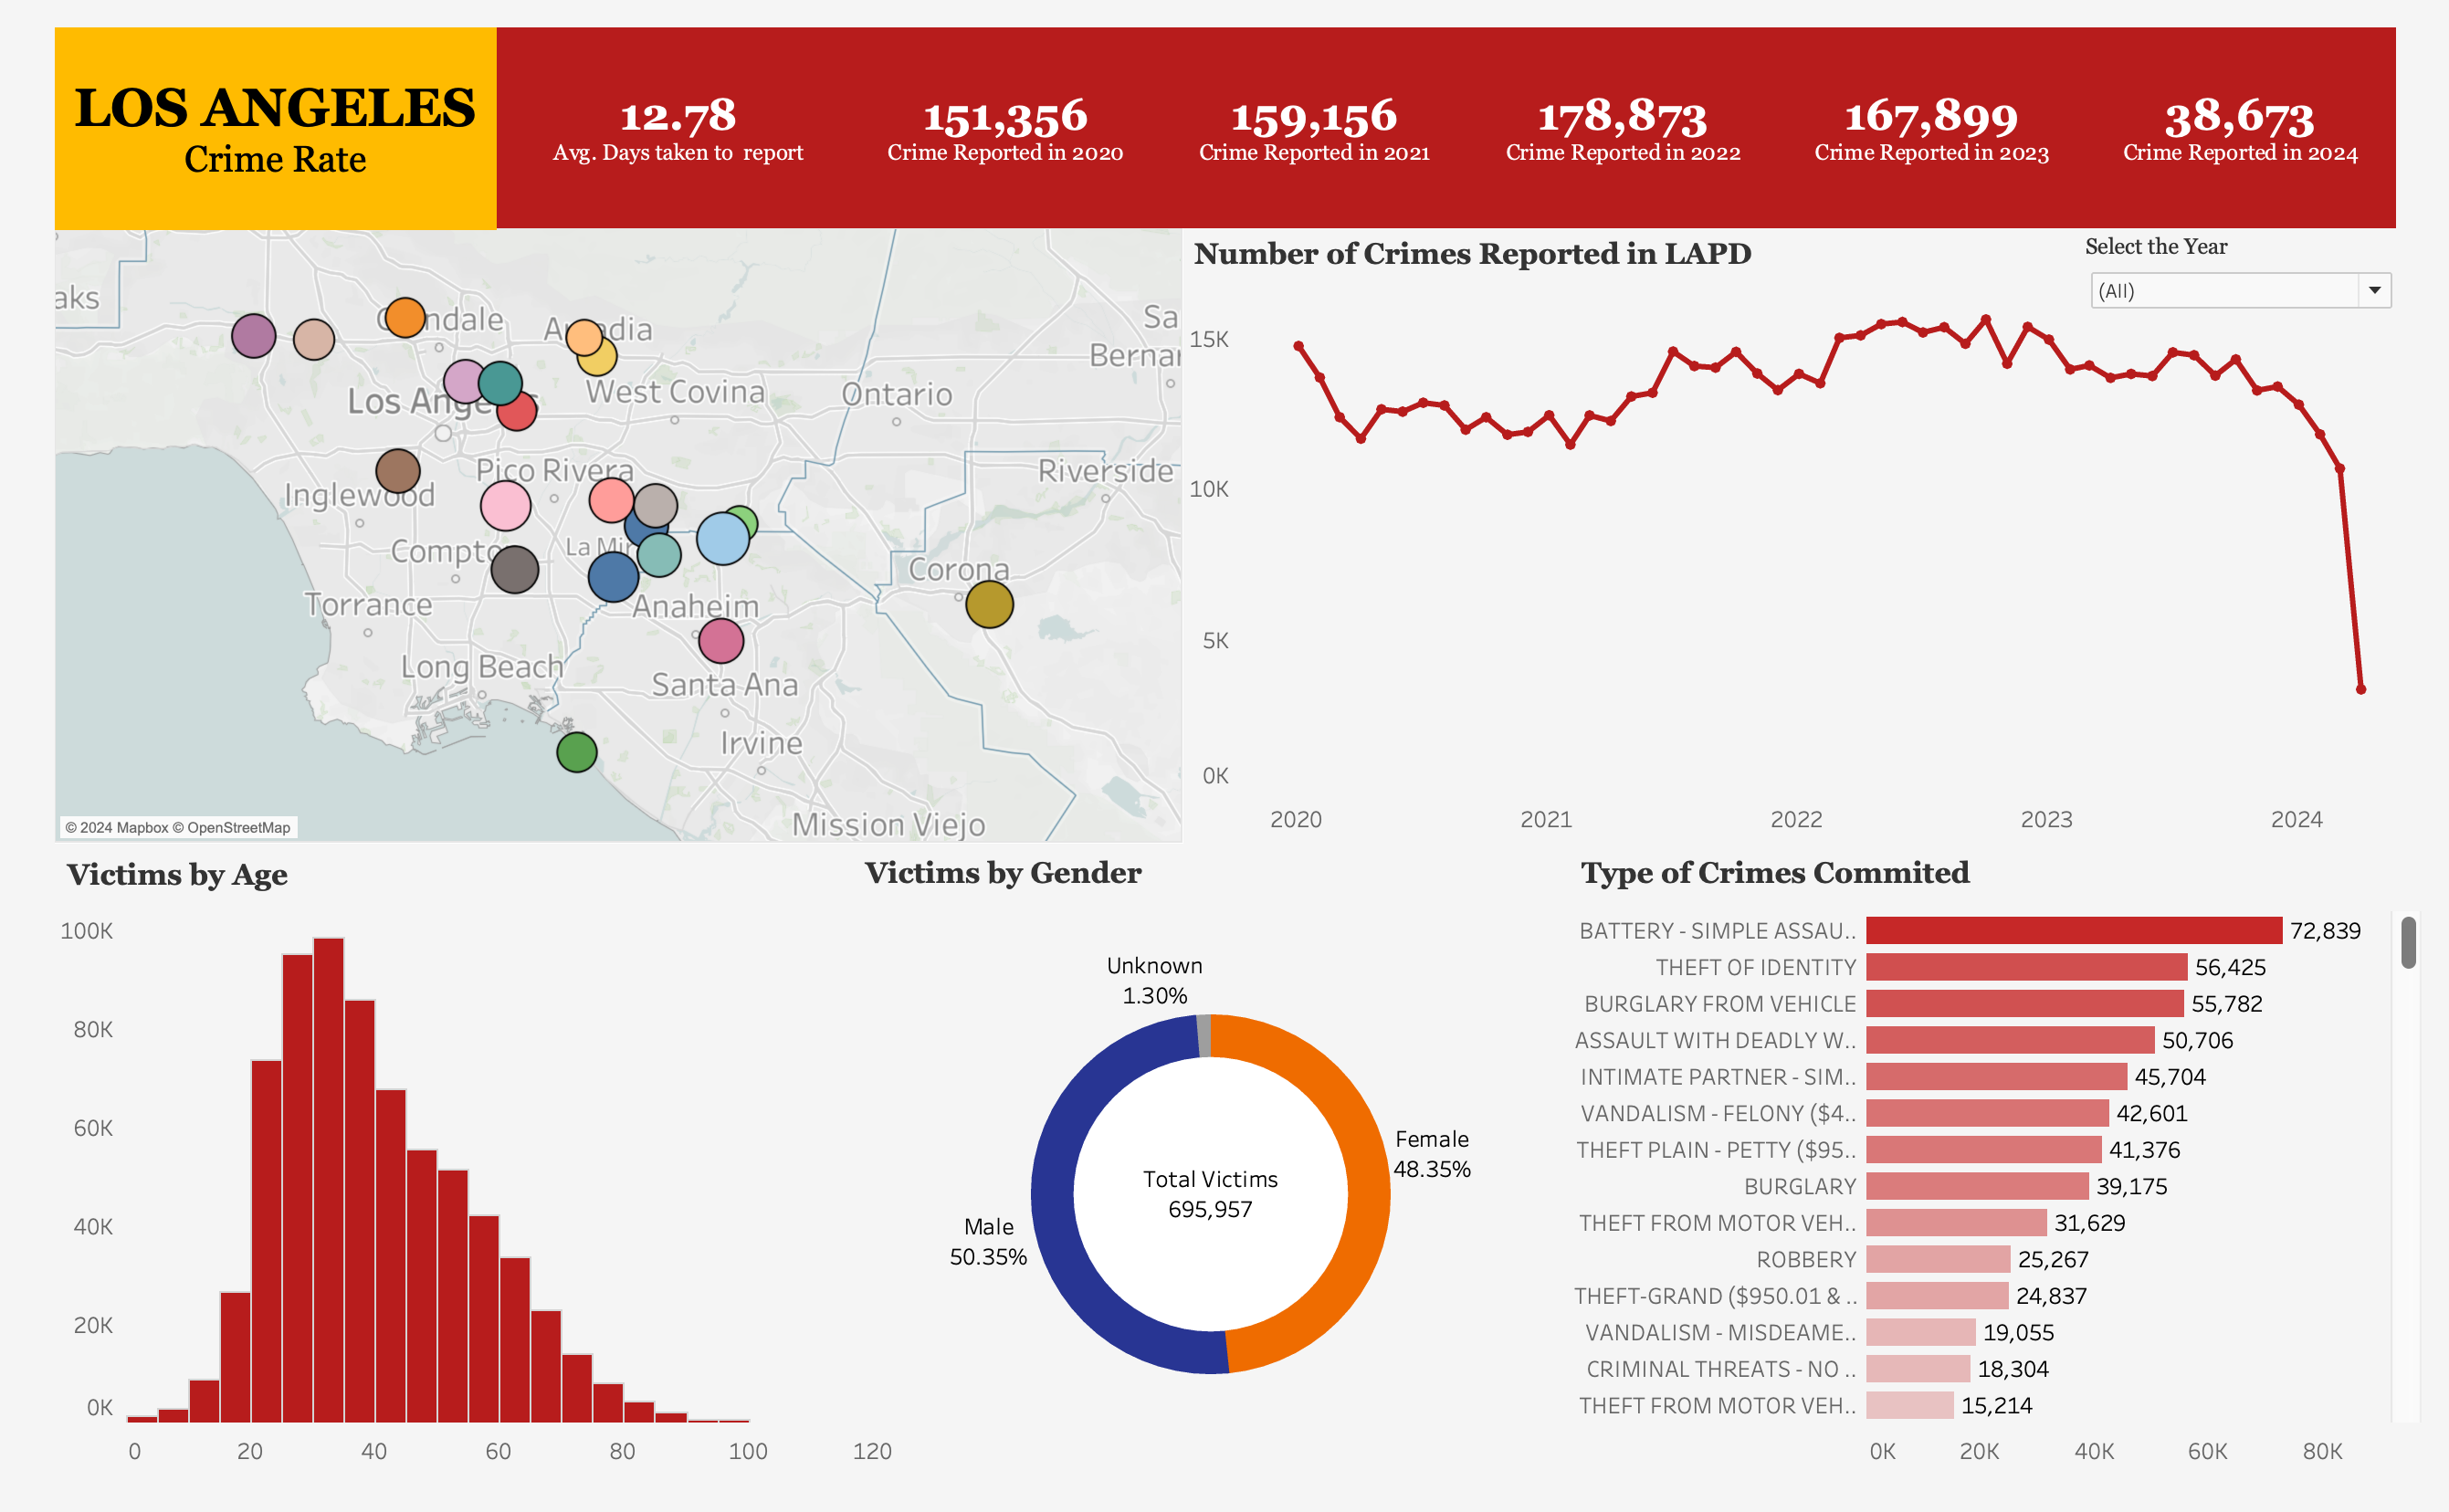 LOS ANGELES
Crime Rate
12.78
Avg. Days taken to report
151,356
Crime Reported in 2020
159,156
Crime Reported in 2021
178,873
Crime Reported in 2022
167,899
Crime Reported in 2023
38,673
Crime Reported in 2024
aks
Arcadia
West Covina
Ontario
Sa
Bernar
Los Angeles
Pico Rivera
Riverside
Inglewood
Compto
La Mir
Corona
Torrance
Anaheim
Long Beach
Santa Ana
Irvine
Mission Viejo
© 2024 Mapbox © OpenStreetMap
Number of Crimes Reported in LAPD
Select the Year
(All)
15K
10K
5K
0K
2020 2021 2022 2023 2024
Victims by Age
100K
80K
60K
40K
20K
0K
0 20 40 60 80 100 120
Victims by Gender
Unknown
1.30%
Female
48.35%
Total Victims
695,957
Male
50.35%
Type of Crimes Commited
BATTERY - SIMPLE ASSAU.. 72,839
THEFT OF IDENTITY 56,425
BURGLARY FROM VEHICLE 55,782
ASSAULT WITH DEADLY W.. 50,706
INTIMATE PARTNER - SIM.. 45,704
VANDALISM - FELONY ($4.. 42,601
THEFT PLAIN - PETTY ($95.. 41,376
BURGLARY 39,175
THEFT FROM MOTOR VEH.. 31,629
ROBBERY 25,267
THEFT-GRAND ($950.01 & .. 24,837
VANDALISM - MISDEAME.. 19,055
CRIMINAL THREATS - NO .. 18,304
THEFT FROM MOTOR VEH.. 15,214
0K 20K 40K 60K 80K